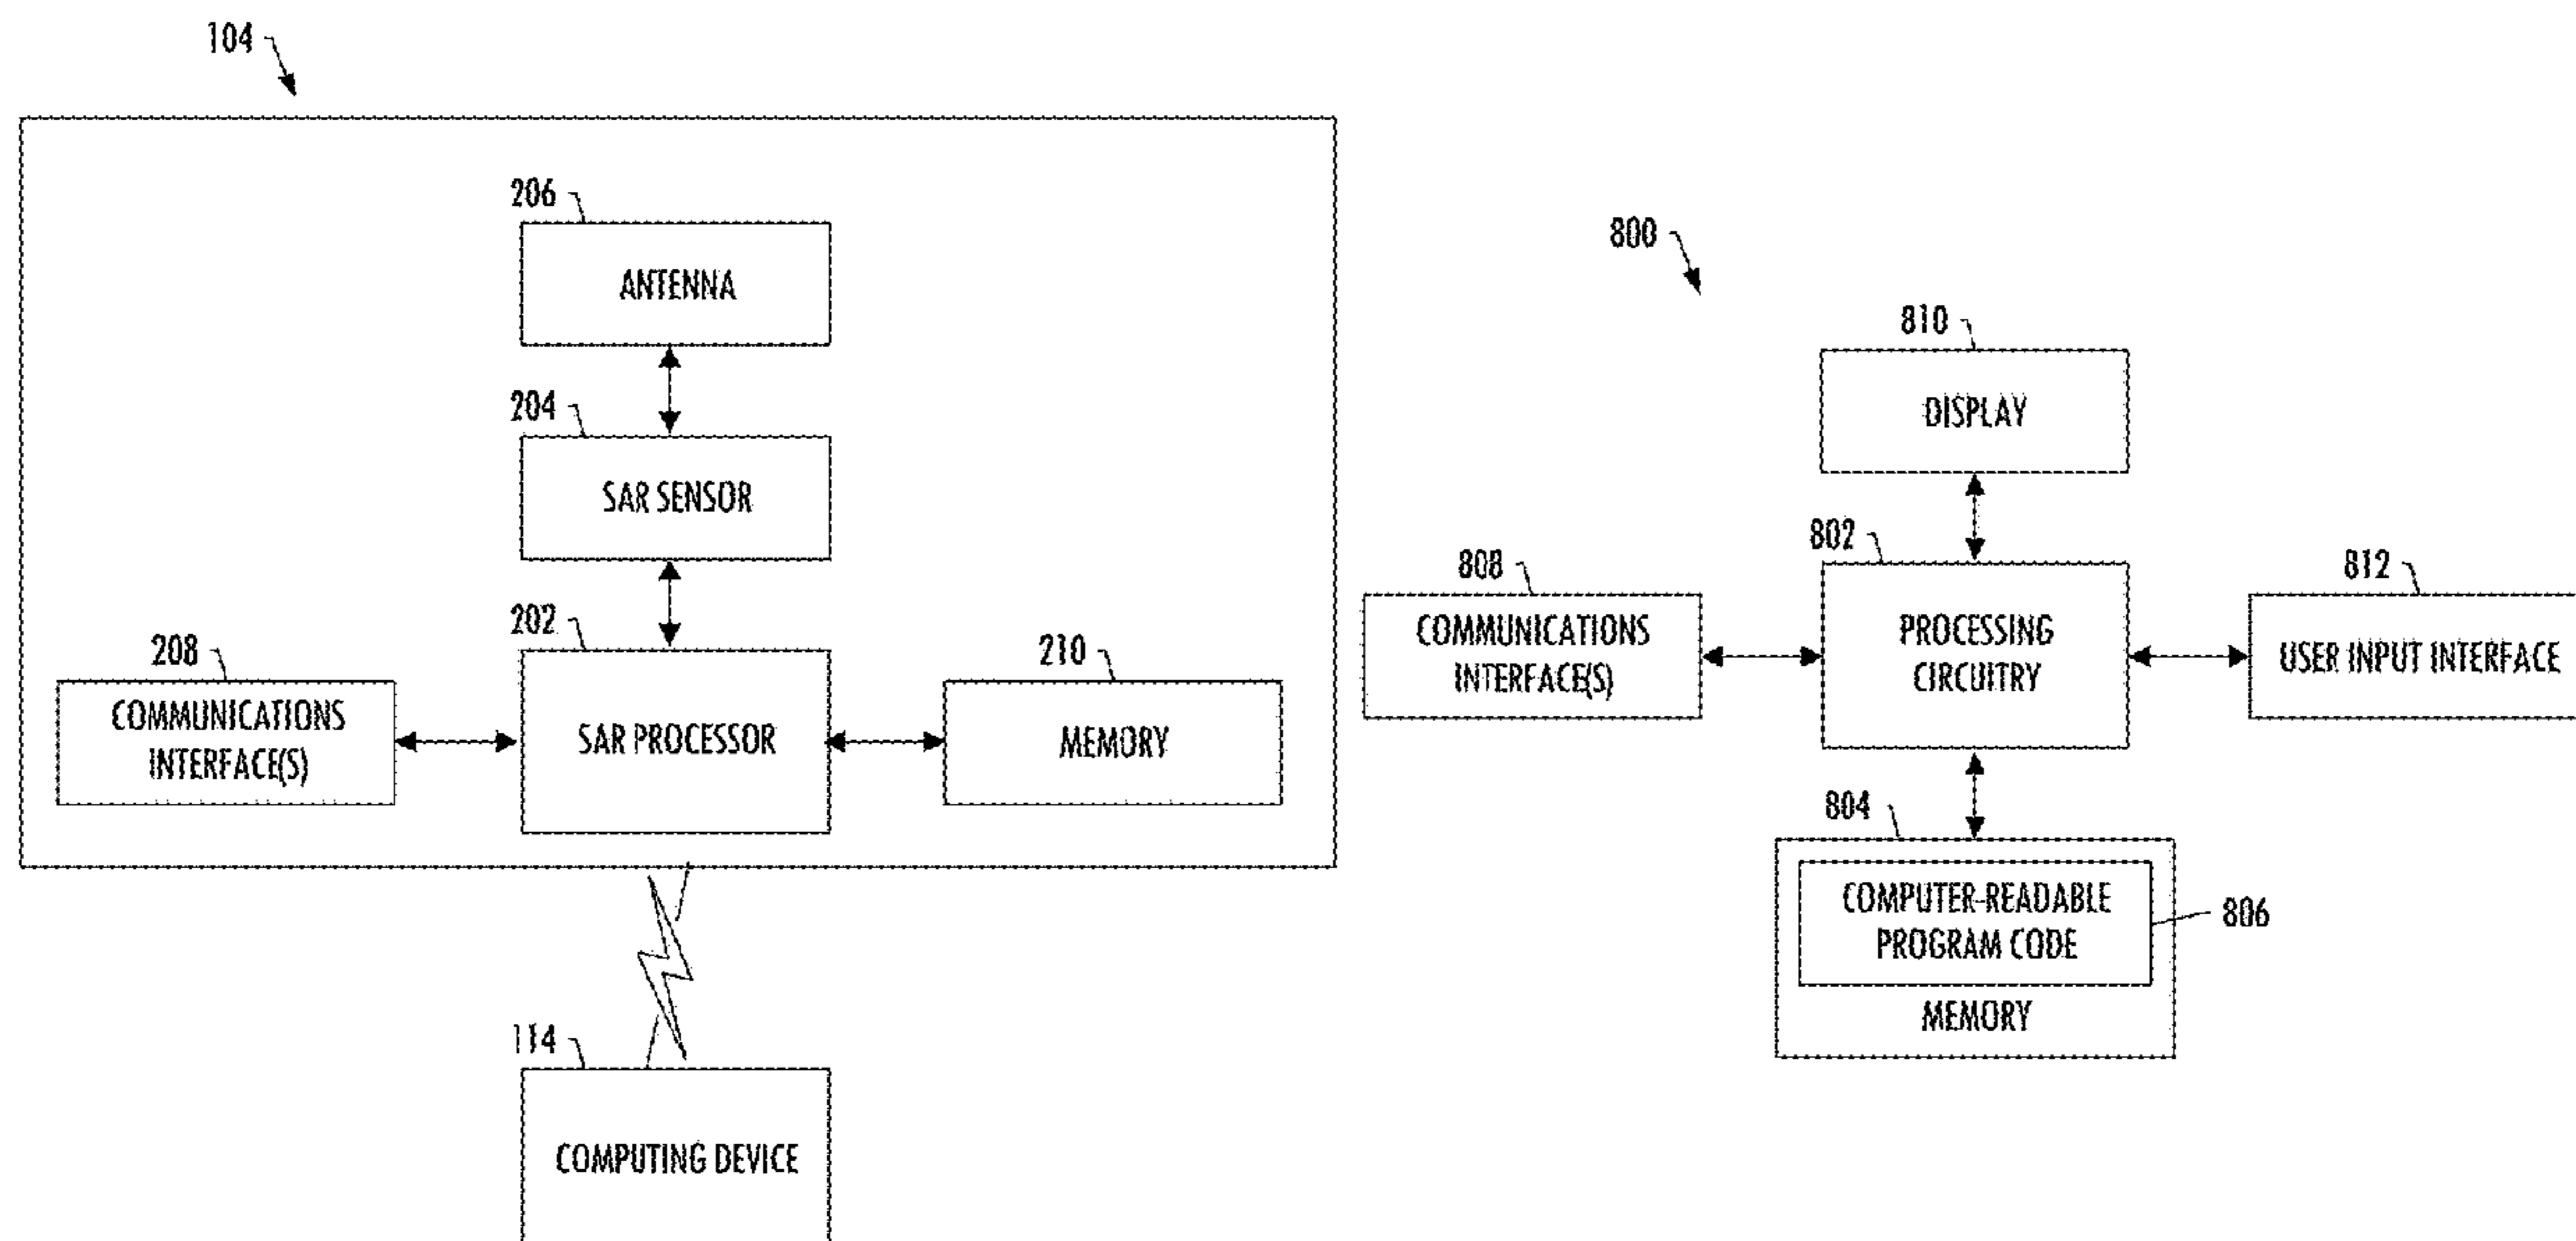 104
206
ANTENNA
204
SAR SENSOR
202
208
210
COMMUNICATIONS
INTERFACE(S)
SAR PROCESSOR
MEMORY
114
COMPUTING DEVICE
800
810
DISPLAY
802
808
812
COMMUNICATIONS
INTERFACE(S)
PROCESSING
CIRCUITRY
USER INPUT INTERFACE
804
COMPUTER-READABLE
PROGRAM CODE
806
MEMORY